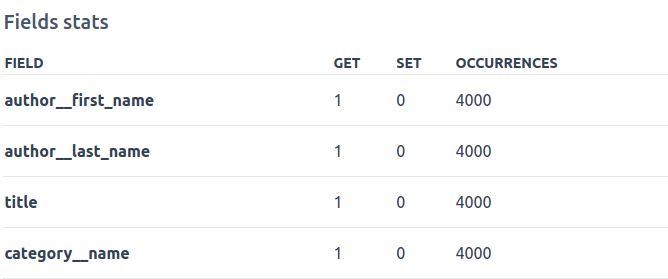 Fields stats
FIELD GET SET OCCURRENCES
author__first_name 1 0 4000
author__last_name 1 0 4000
title 1 0 4000
category__name 1 0 4000